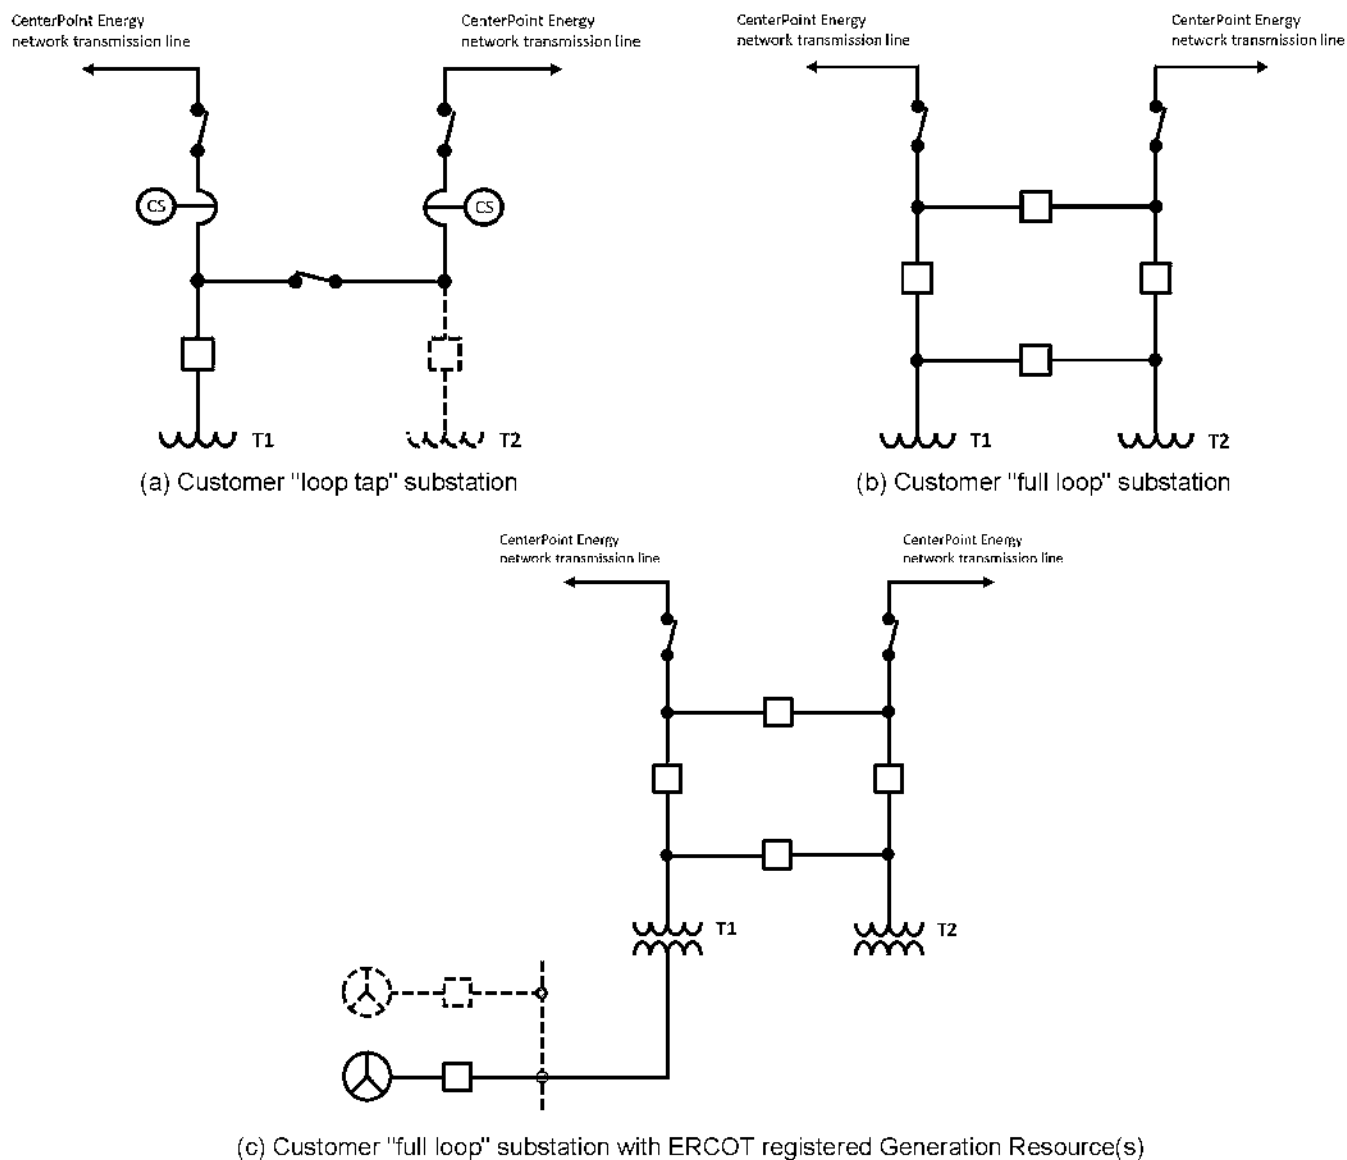 CenterPoint Energy
network transmission line
CenterPoint Energy
network transmission line
CS
CS
T1
T2
(a) Customer "loop tap" substation
CenterPoint Energy
network transmission line
CenterPoint Energy
network transmission line
T1
T2
(b) Customer "full loop" substation
CenterPoint Energy
network transmission line
CenterPoint Energy
network transmission line
T1
T2
(c) Customer "full loop" substation with ERCOT registered Generation Resource(s)